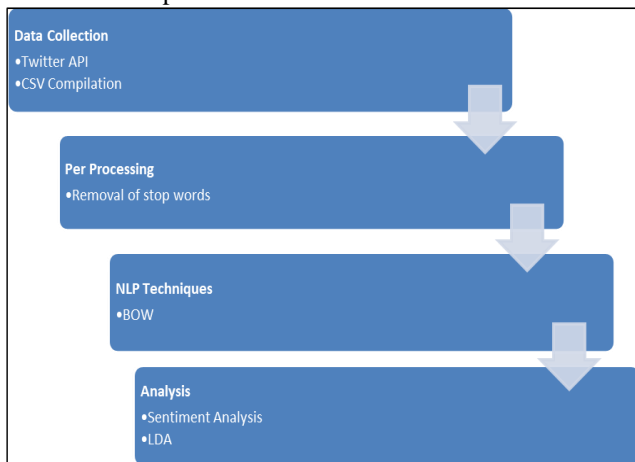 Data Collection
•Twitter API
•CSV Compilation
Per Processing
•Removal of stop words
NLP Techniques
•BOW
Analysis
•Sentiment Analysis
•LDA